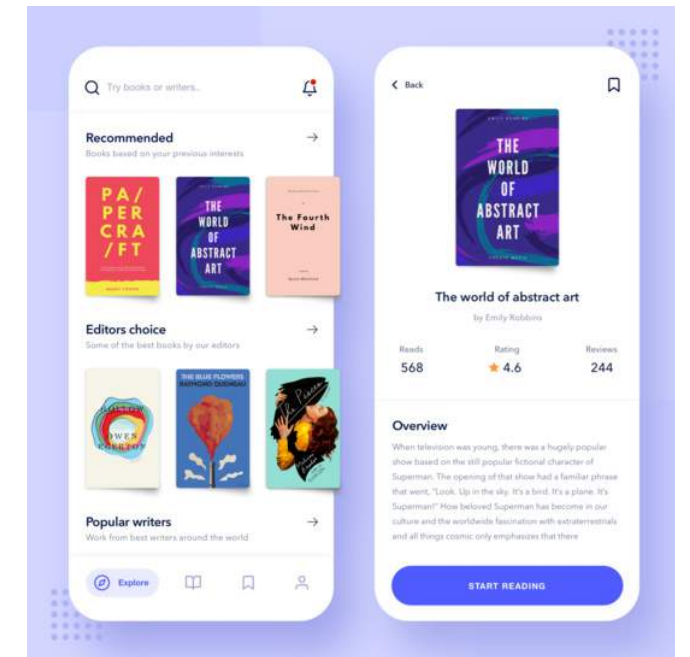 Try books or writers..
Recommended
Books based on your previous interests
PA/
PER
CRA
/FT
THE
WORLD
OF
ABSTRACT
ART
The Fourth
Wind
Editors choice
Some of the best books by our editors
HOLLOW
OWEN
EGERTON
THE BLUE FLOWERS
RAYMOND QUENEAU
The Pisces
Popular writers
Work from best writers around the world
Explore
Back
EMILY ROBBINS
THE
WORLD
OF
ABSTRACT
ART
The world of abstract art
by Emily Robbins
Reads
Rating
Reviews
568
4.6
244
Overview
When television was young, there was a hugely popular
show based on the still popular fictional character of
Superman. The opening of that show had a familiar phrase
that went, "Look. Up in the sky. It's a bird. It's a plane. It's
Superman!" How beloved Superman has become in our
culture and the worldwide fascination with extraterrestrials
and all things cosmic only emphasizes that there
START READING